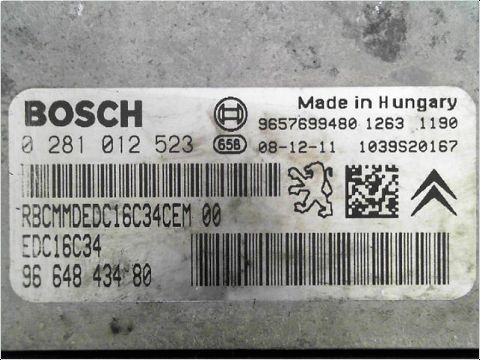 BOSCH
Made in Hungary
9657699480 1263 1190
0 281 012 523
656 08-12-11 1039S20167
RBCMMDEDC16C34CEM 00
EDC16C34
96 648 434 80